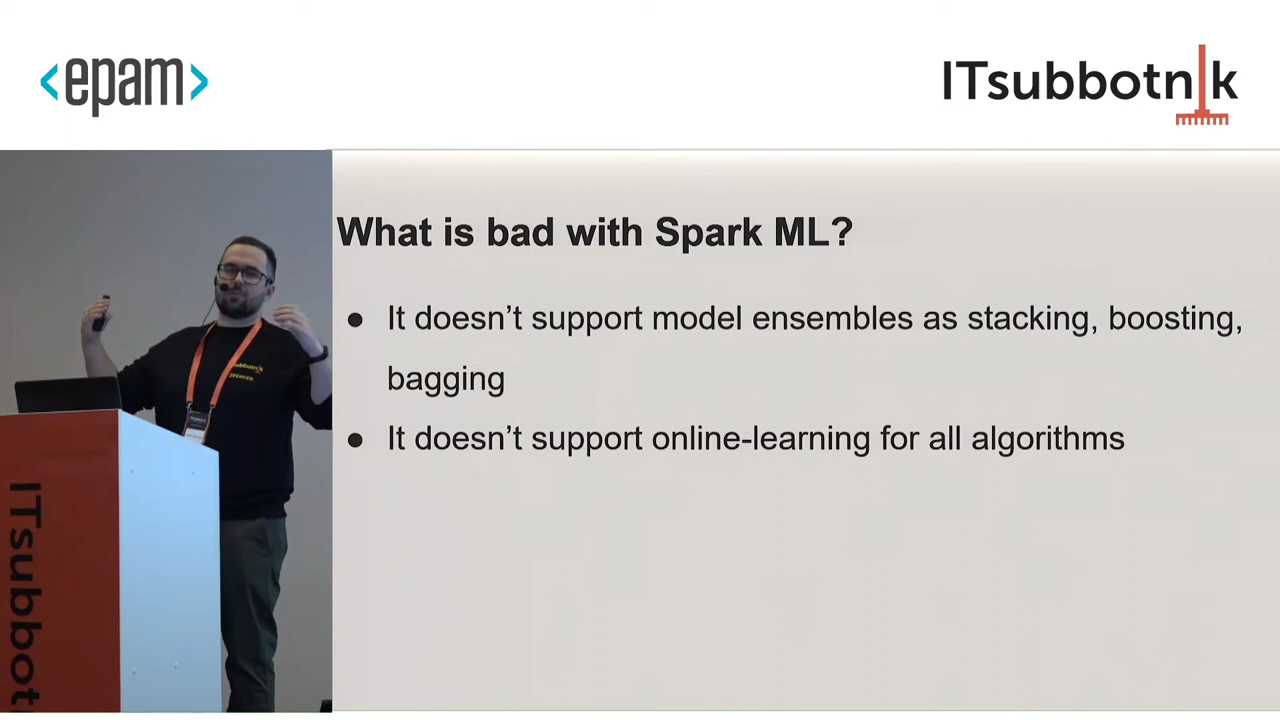 <epam>
ITsubbotnik
What is bad with Spark ML?
● It doesn’t support model ensembles as stacking, boosting,
bagging
● It doesn’t support online-learning for all algorithms
ITsubbot